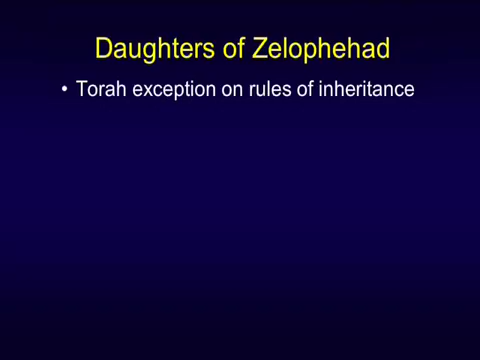 Daughters of Zelophehad
• Torah exception on rules of inheritance